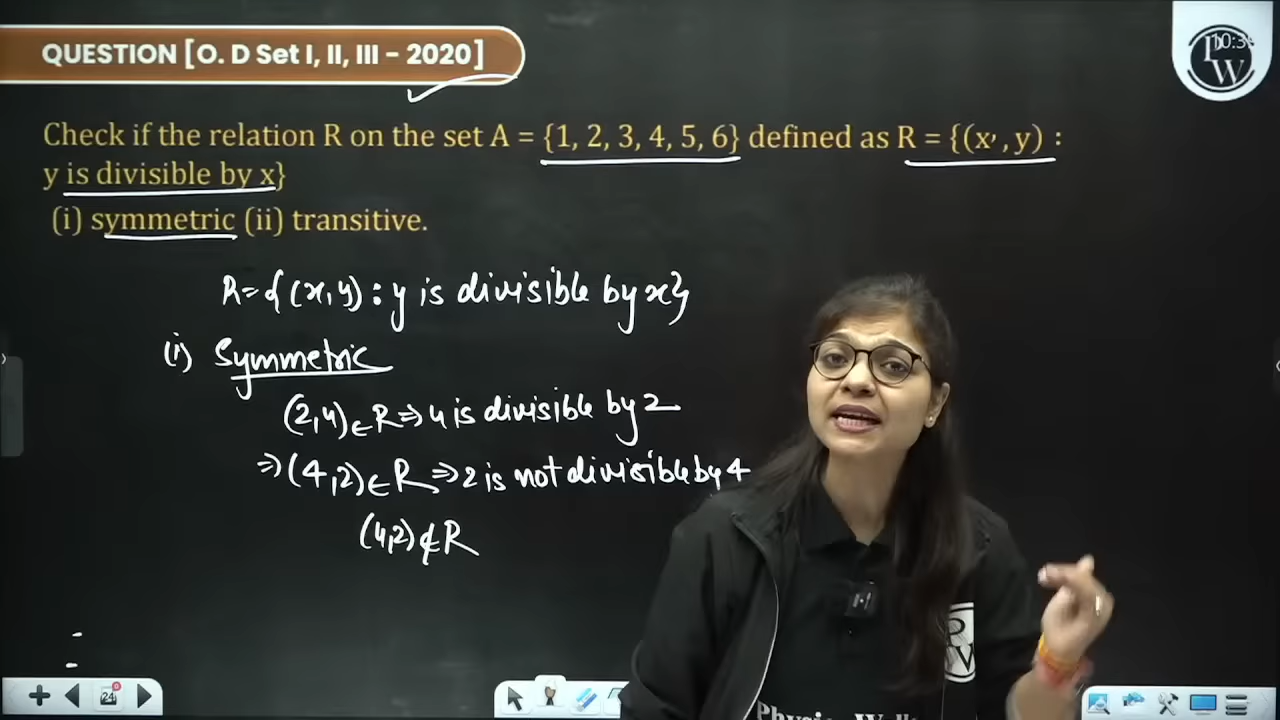 QUESTION [O. D Set I, II, III - 2020]
Check if the relation R on the set A = {1, 2, 3, 4, 5, 6} defined as R = {(x, y) :
y is divisible by x}
(i) symmetric (ii) transitive.
R = {(x, y) : y is divisible by x}
(i) Symmetric
(2,4) ∈ R ⇒ 4 is divisible by 2
⇒ (4,2) ∈ R ⇒ 2 is not divisible by 4
(4,2) ∉ R
PW
24